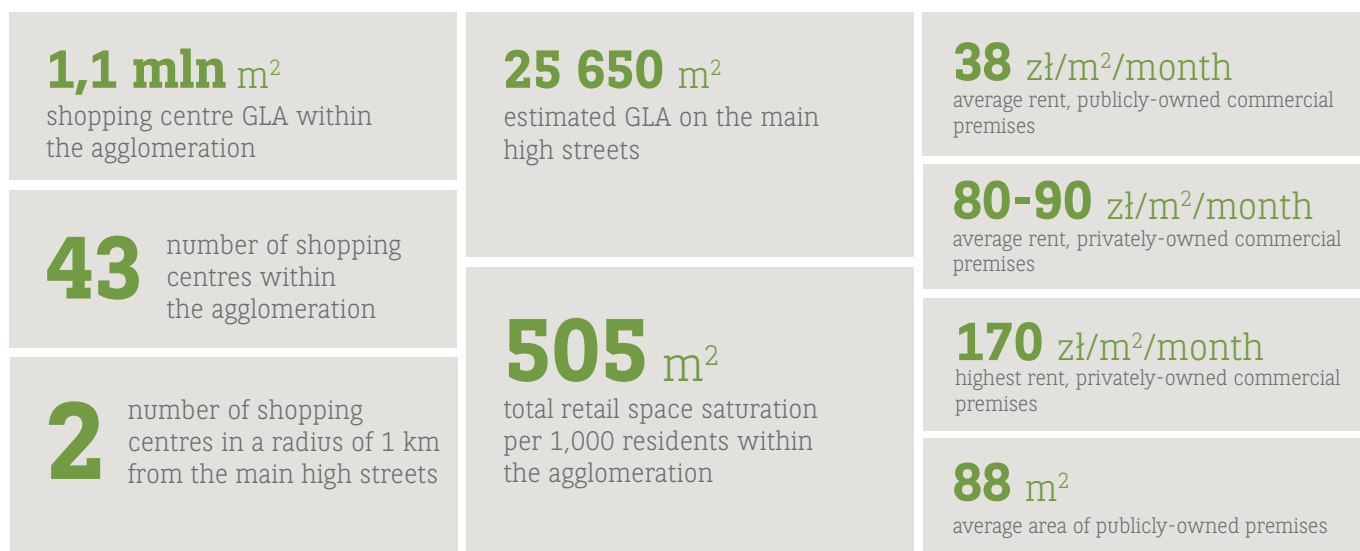 1,1 mln m²
shopping centre GLA within
the agglomeration
43
number of shopping
centres within
the agglomeration
2
number of shopping
centres in a radius of 1 km
from the main high streets
25 650 m²
estimated GLA on the main
high streets
505 m²
total retail space saturation
per 1,000 residents within
the agglomeration
38 zł/m²/month
average rent, publicly-owned commercial
premises
80-90 zł/m²/month
average rent, privately-owned commercial
premises
170 zł/m²/month
highest rent, privately-owned commercial
premises
88 m²
average area of publicly-owned premises